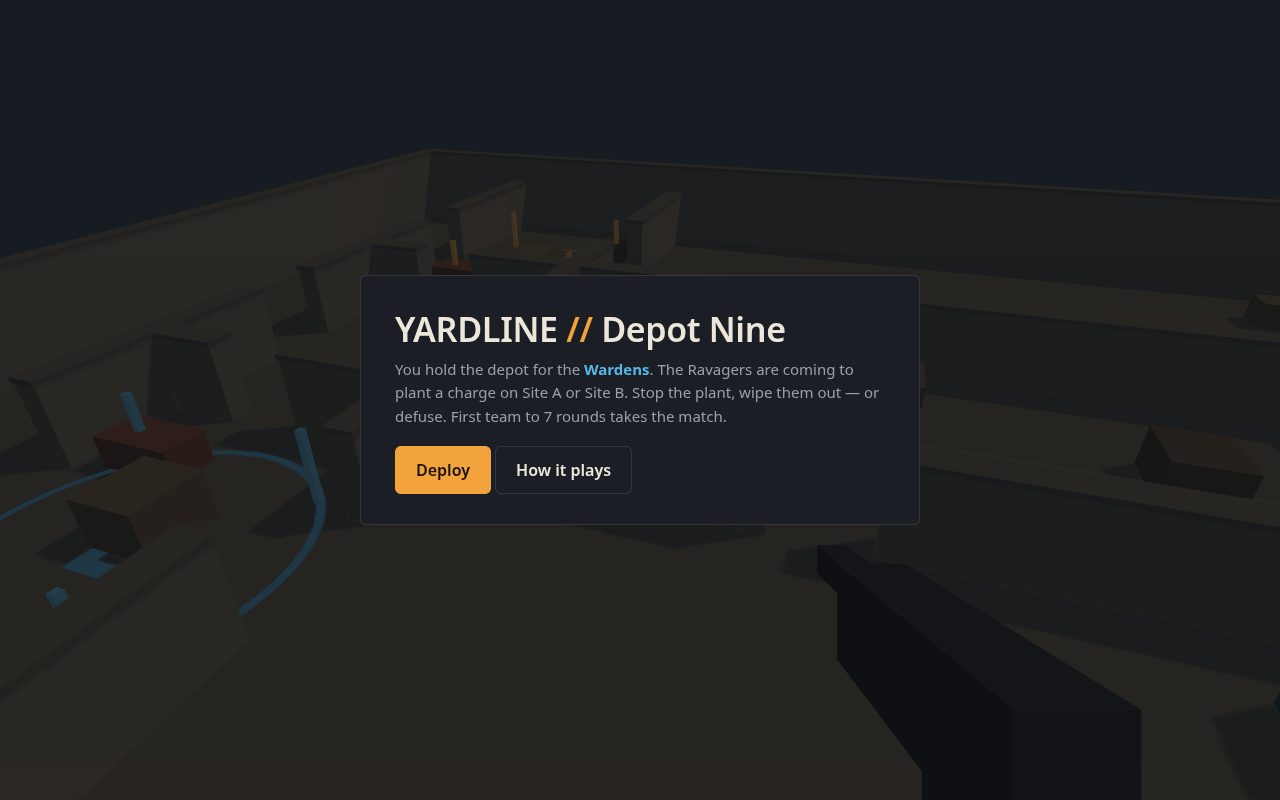 YARDLINE // Depot Nine
You hold the depot for the Wardens. The Ravagers are coming to
plant a charge on Site A or Site B. Stop the plant, wipe them out — or
defuse. First team to 7 rounds takes the match.
Deploy
How it plays